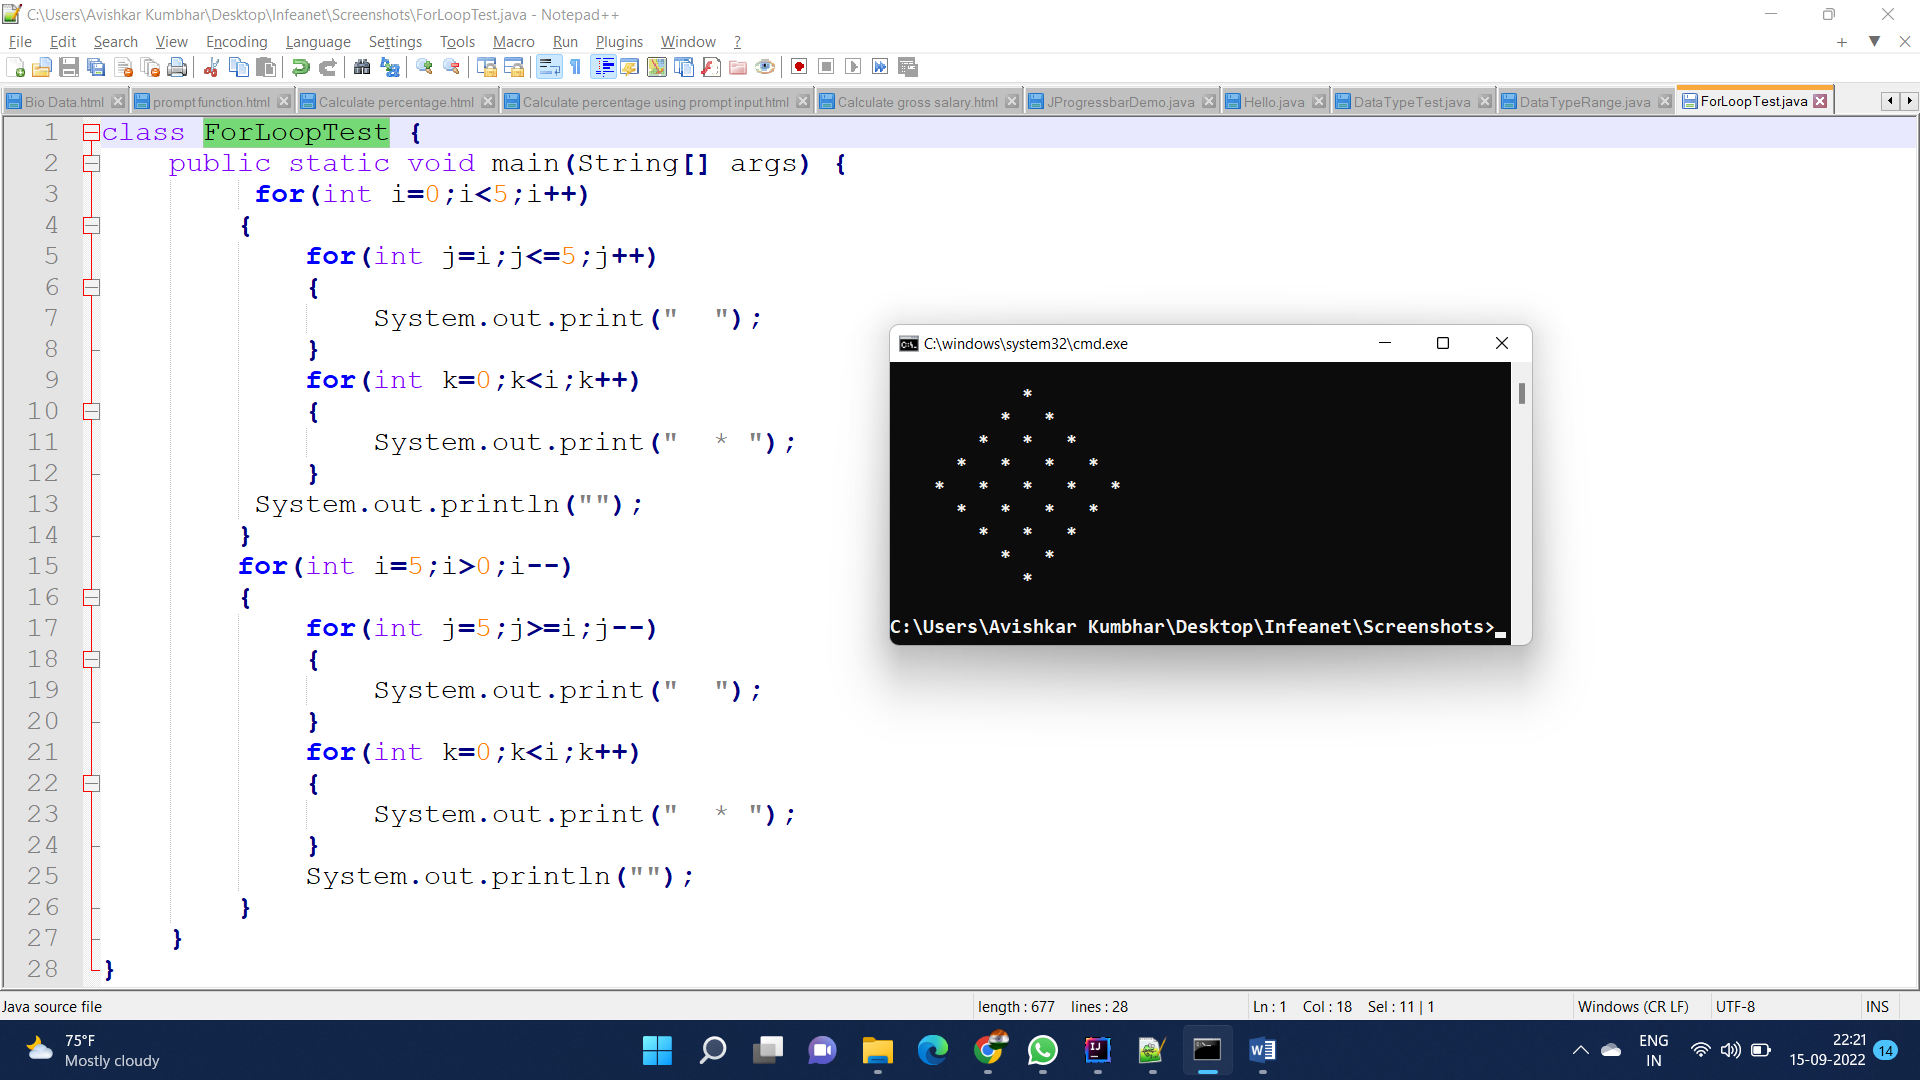 C:\Users\Avishkar Kumbhar\Desktop\Infeanet\Screenshots\ForLoopTest.java - Notepad++
File Edit Search View Encoding Language Settings Tools Macro Run Plugins Window ?
Bio Data.html prompt function.html Calculate percentage.html Calculate percentage using prompt input.html Calculate gross salary.html JProgressbarDemo.java Hello.java DataTypeTest.java DataTypeRange.java ForLoopTest.java
1 class ForLoopTest {
2 public static void main(String[] args) {
3 for(int i=0;i<5;i++)
4 {
5 for(int j=i;j<=5;j++)
6 {
7 System.out.print("  ");
8 }
9 for(int k=0;k<i;k++)
10 {
11 System.out.print("  * ");
12 }
13 System.out.println("");
14 }
15 for(int i=5;i>0;i--)
16 {
17 for(int j=5;j>=i;j--)
18 {
19 System.out.print("  ");
20 }
21 for(int k=0;k<i;k++)
22 {
23 System.out.print("  * ");
24 }
25 System.out.println("");
26 }
27 }
28 }
C:\windows\system32\cmd.exe
*
* *
* * *
* * * *
* * * * *
* * * *
* * *
* *
*
C:\Users\Avishkar Kumbhar\Desktop\Infeanet\Screenshots>
Java source file length : 677 lines : 28 Ln : 1 Col : 18 Sel : 11 | 1 Windows (CR LF) UTF-8 INS
75°F
Mostly cloudy
ENG
IN
22:21
15-09-2022
14